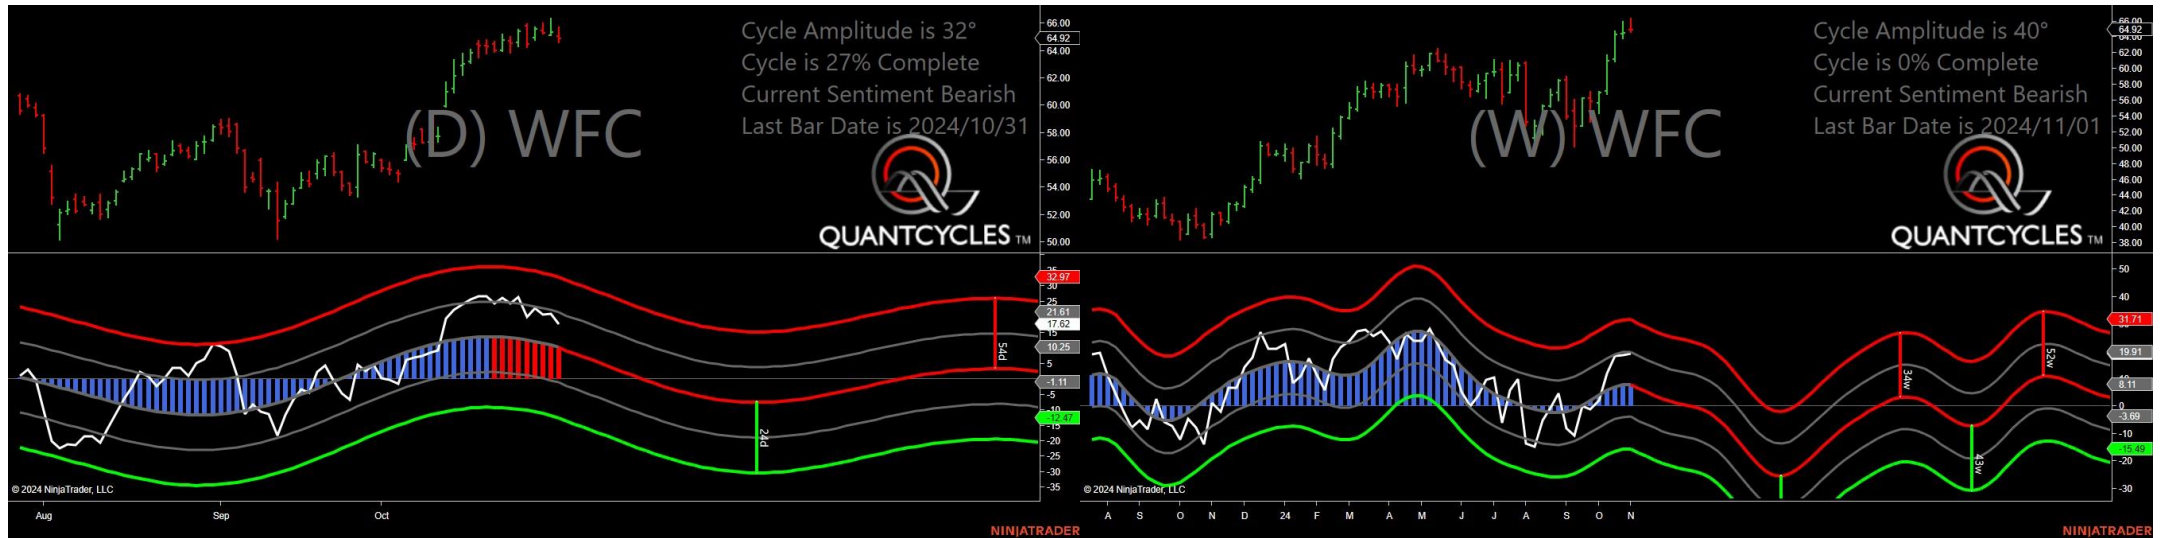 Cycle Amplitude is 32°
Cycle is 27% Complete
Current Sentiment Bearish
Last Bar Date is 2024/10/31
(D) WFC
QUANTCYCLES TM
66.00
64.92
64.00
62.00
60.00
58.00
56.00
54.00
52.00
50.00
32.97
30
25
21.61
17.62
15
10.25
5
-1.11
-5
-12.47
-15
-20
-25
-30
-35
54d
24d
© 2024 NinjaTrader, LLC
Aug Sep Oct
NINJATRADER
Cycle Amplitude is 40°
Cycle is 0% Complete
Current Sentiment Bearish
Last Bar Date is 2024/11/01
(W) WFC
QUANTCYCLES TM
66.00
64.92
62.00
60.00
58.00
56.00
54.00
52.00
50.00
48.00
46.00
44.00
42.00
40.00
38.00
50
40
31.71
19.91
8.11
0
-3.69
-10
-15.49
-20
-30
34w
52w
43w
© 2024 NinjaTrader, LLC
A S O N D 24 F M A M J J A S O N
NINJATRADER